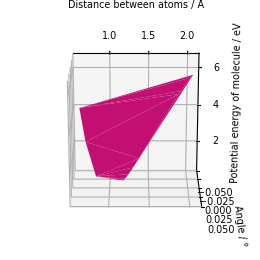 Distance between atoms / A
1.0 1.5 2.0
6
4
2
Potential energy of molecule / eV
-0.050
-0.025
0.000
0.025
0.050
Angle / °